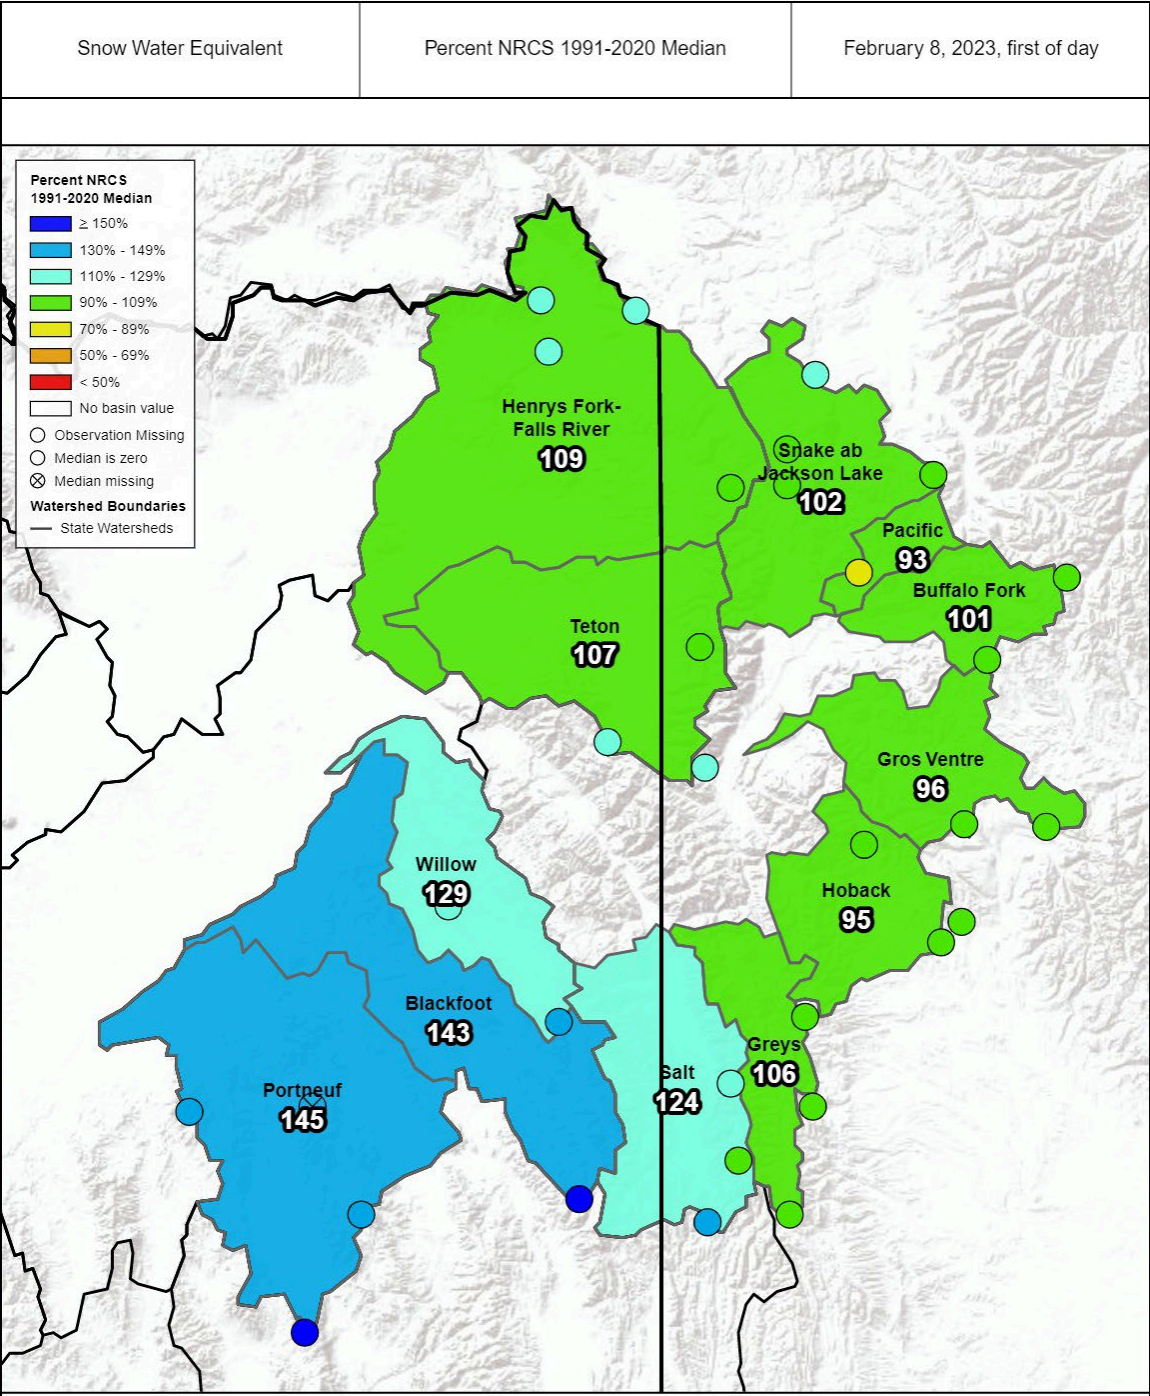 Snow Water Equivalent
Percent NRCS 1991-2020 Median
February 8, 2023, first of day
Percent NRCS
1991-2020 Median
≥ 150%
130% - 149%
110% - 129%
90% - 109%
70% - 89%
50% - 69%
< 50%
No basin value
Observation Missing
Median is zero
Median missing
Watershed Boundaries
State Watersheds
Henrys Fork-
Falls River
109
Snake ab
Jackson Lake
102
Pacific
93
Buffalo Fork
101
Teton
107
Gros Ventre
96
Willow
129
Hoback
95
Blackfoot
143
Greys
106
Salt
124
Portneuf
145